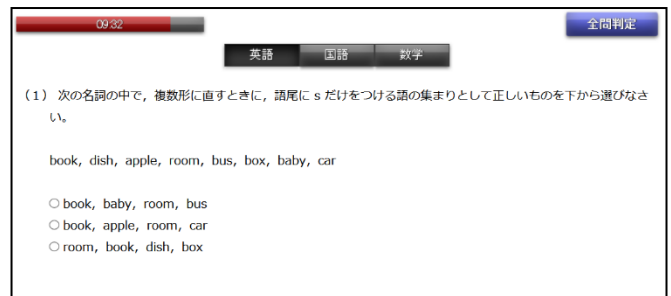 09:32
全問判定
英語 国語 数学
(1) 次の名詞の中で，複数形に直すときに，語尾に s だけをつける語の集まりとして正しいものを下から選びなさ
い。
book, dish, apple, room, bus, box, baby, car
book, baby, room, bus
book, apple, room, car
room, book, dish, box